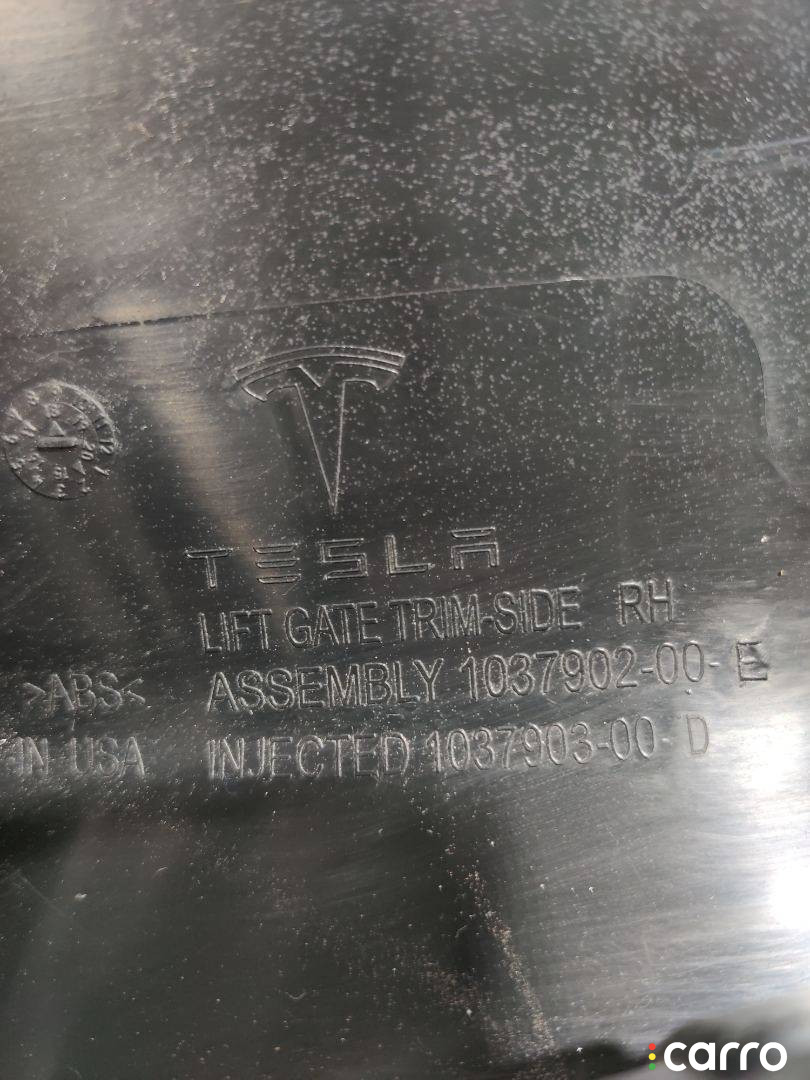 TESLA
LIFT GATE TRIM-SIDE RH
>ABS< ASSEMBLY 1037902-00-E
IN USA INJECTED 1037903-00-D
carro